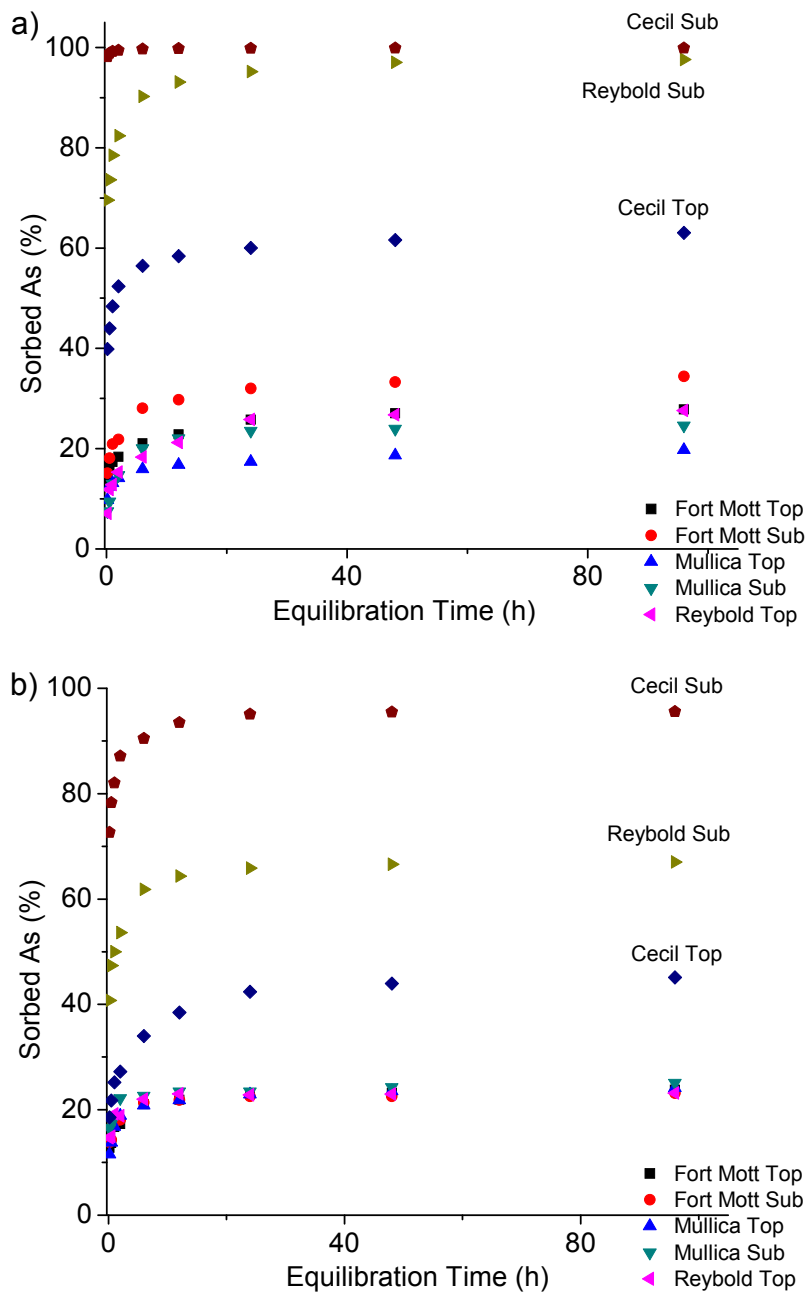 a)
100
80
60
40
20
0
Sorbed As (%)
Cecil Sub
Reybold Sub
Cecil Top
Fort Mott Top
Fort Mott Sub
Mullica Top
Mullica Sub
Reybold Top
0
40
80
Equilibration Time (h)
b)
100
80
60
40
20
0
Sorbed As (%)
Cecil Sub
Reybold Sub
Cecil Top
Fort Mott Top
Fort Mott Sub
Mullica Top
Mullica Sub
Reybold Top
0
40
80
Equilibration Time (h)